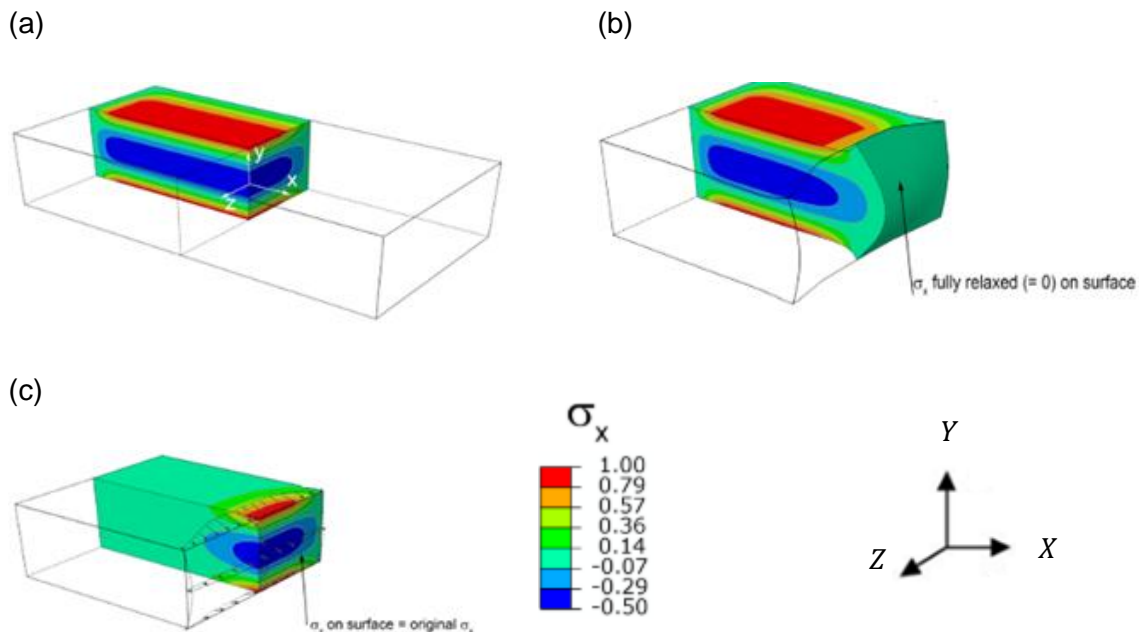 (a)
(b)
y
x
z
σx fully relaxed (= 0) on surface
(c)
σx on surface = original σx
σx
1.00
0.79
0.57
0.36
0.14
-0.07
-0.29
-0.50
Y
Z
X